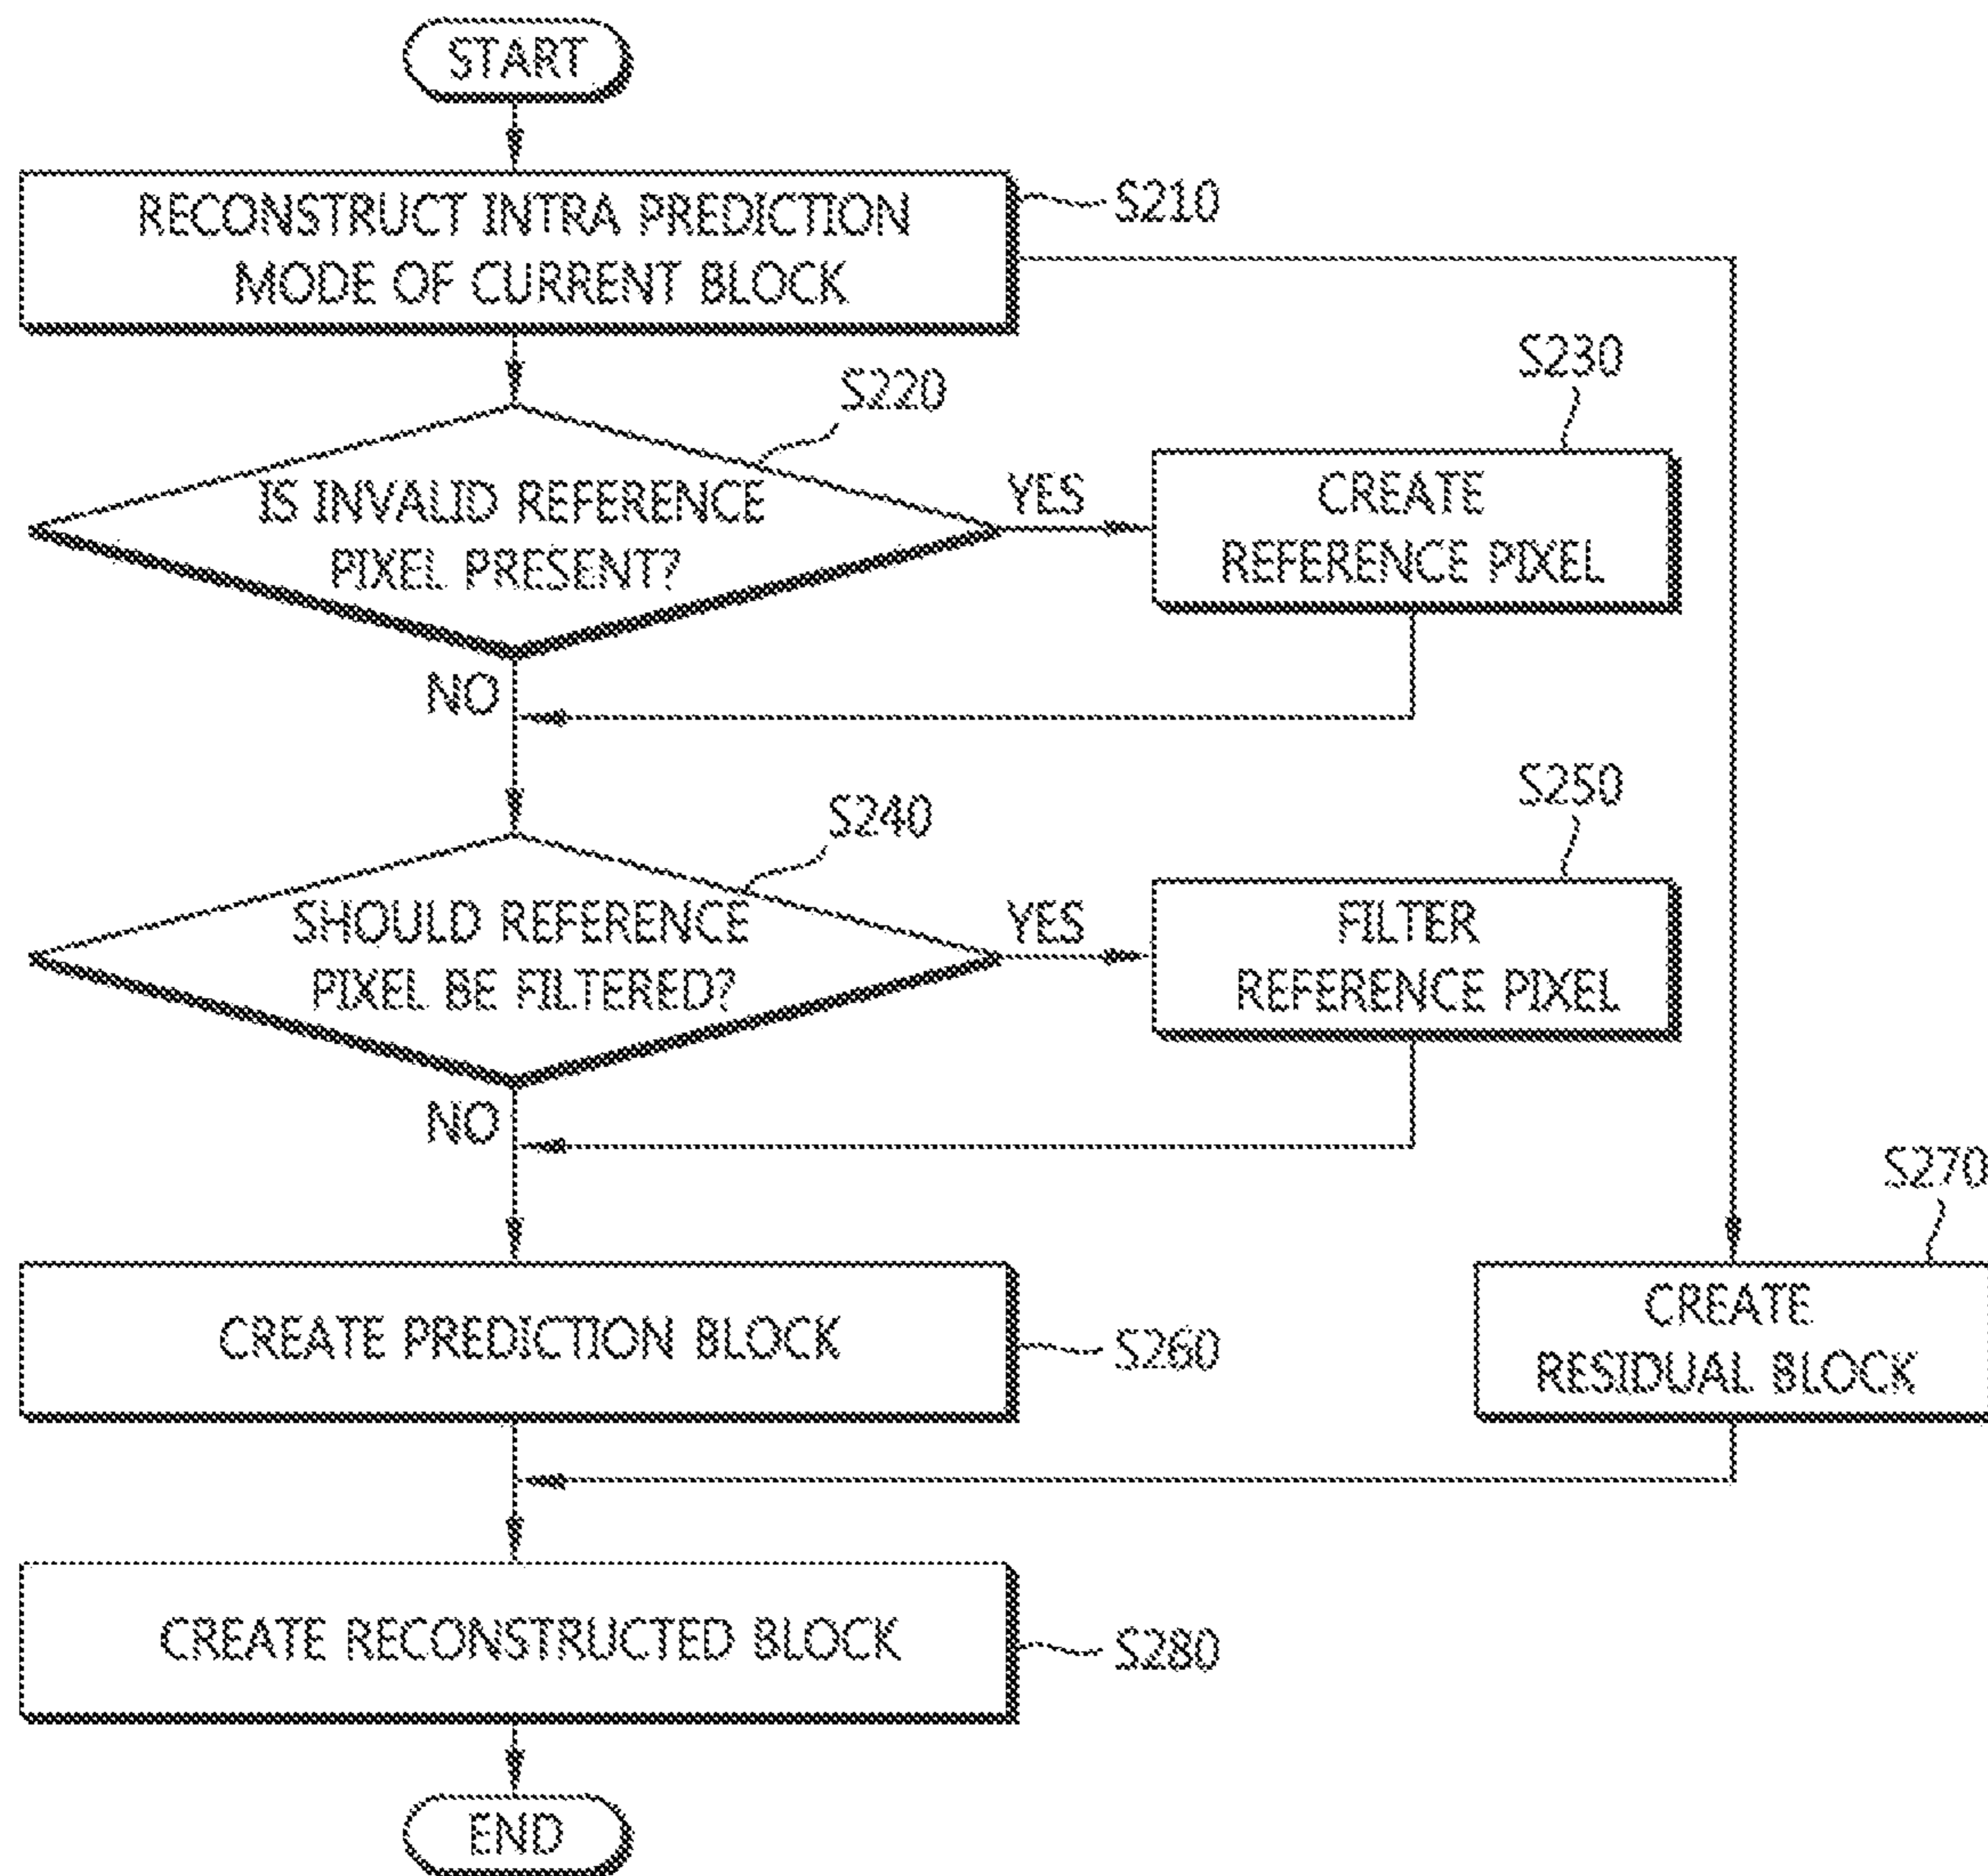 START
RECONSTRUCT INTRA PREDICTION
MODE OF CURRENT BLOCK
S210
S220
IS INVALID REFERENCE
PIXEL PRESENT?
YES
NO
S230
CREATE
REFERENCE PIXEL
S240
SHOULD REFERENCE
PIXEL BE FILTERED?
YES
NO
S250
FILTER
REFERENCE PIXEL
CREATE PREDICTION BLOCK
S260
S270
CREATE
RESIDUAL BLOCK
CREATE RECONSTRUCTED BLOCK
S280
END